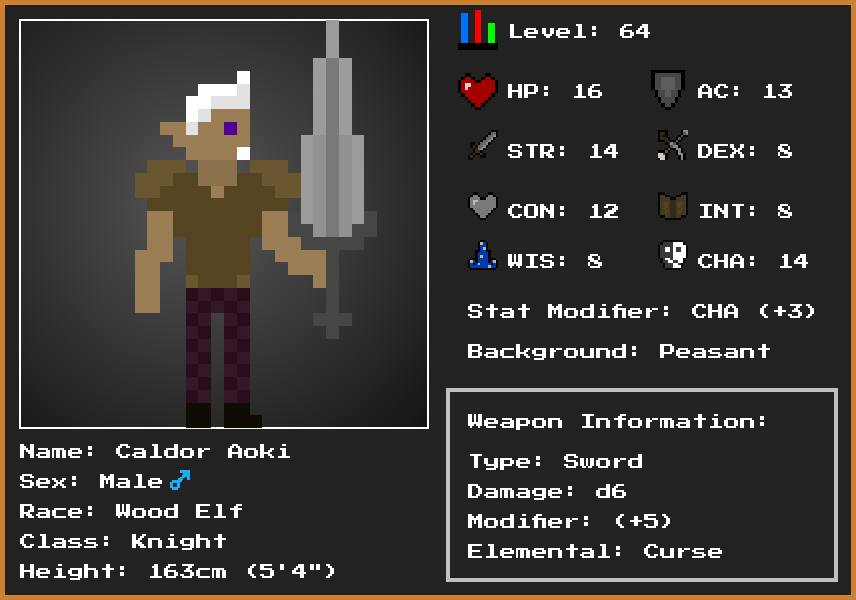 Level: 64
HP: 16
AC: 13
STR: 14
DEX: 8
CON: 12
INT: 8
WIS: 8
CHA: 14
Stat Modifier: CHA (+3)
Background: Peasant
Weapon Information:
Type: Sword
Damage: d6
Modifier: (+5)
Elemental: Curse
Name: Caldor Aoki
Sex: Male♂
Race: Wood Elf
Class: Knight
Height: 163cm (5'4")